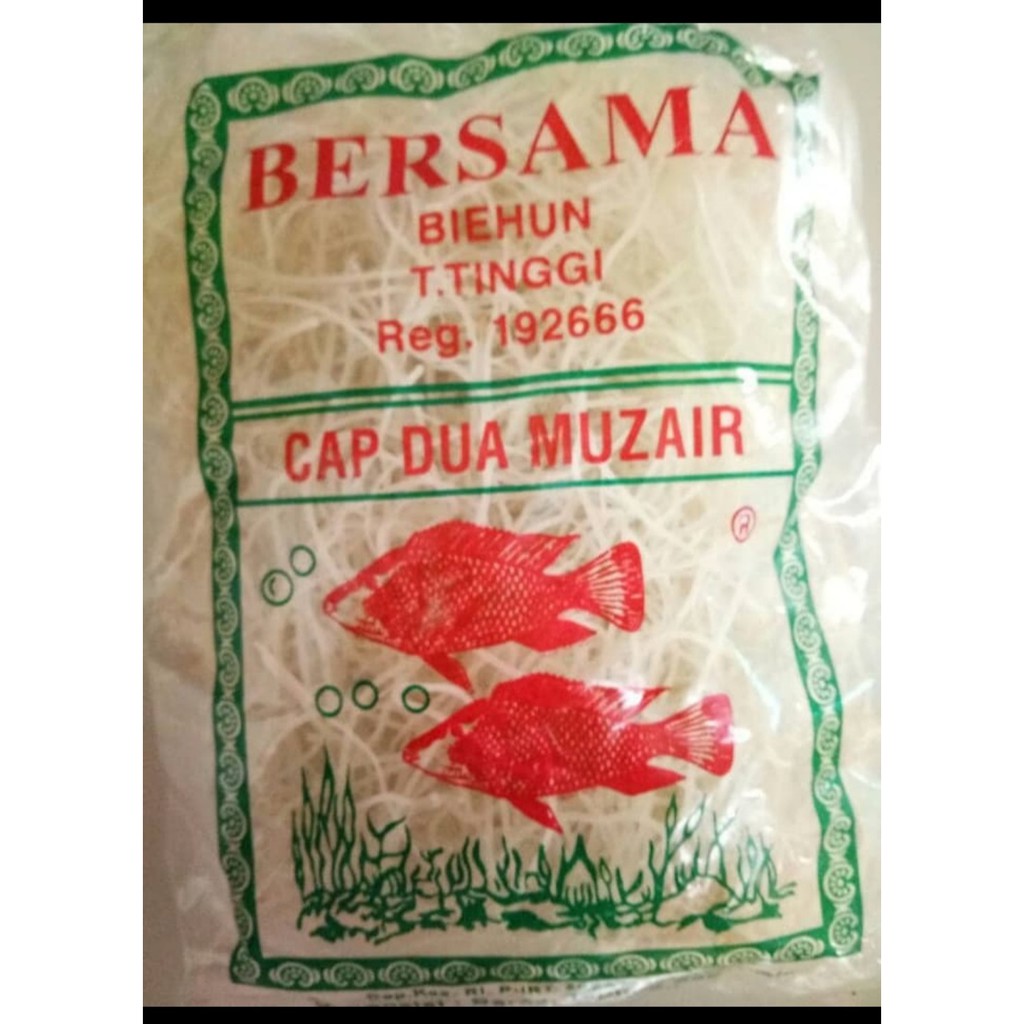 BERSAMA
BIEHUN
T.TINGGI
Reg. 192666
CAP DUA MUZAIR